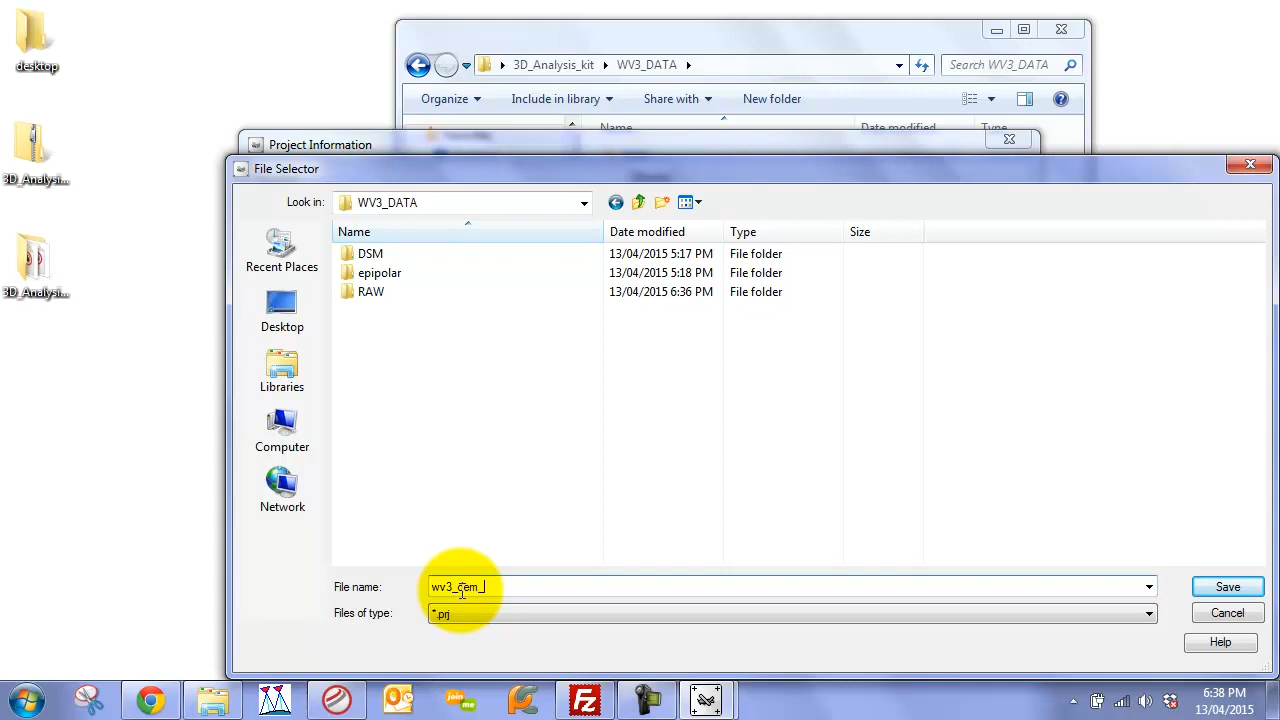 desktop
3D_Analysis_kit
WV3_DATA
Search WV3_DATA
Organize
Include in library
Share with
New folder
Name
Date modified
Type
Project Information
3D_Analysi...
File Selector
Look in:
WV3_DATA
Name
Date modified
Type
Size
DSM
13/04/2015 5:17 PM
File folder
epipolar
13/04/2015 5:18 PM
File folder
RAW
13/04/2015 6:36 PM
File folder
Recent Places
3D_Analysi...
Desktop
Libraries
Computer
Network
File name:
wv3_dem_
Save
Files of type:
*.prj
Cancel
Help
join me
6:38 PM
13/04/2015